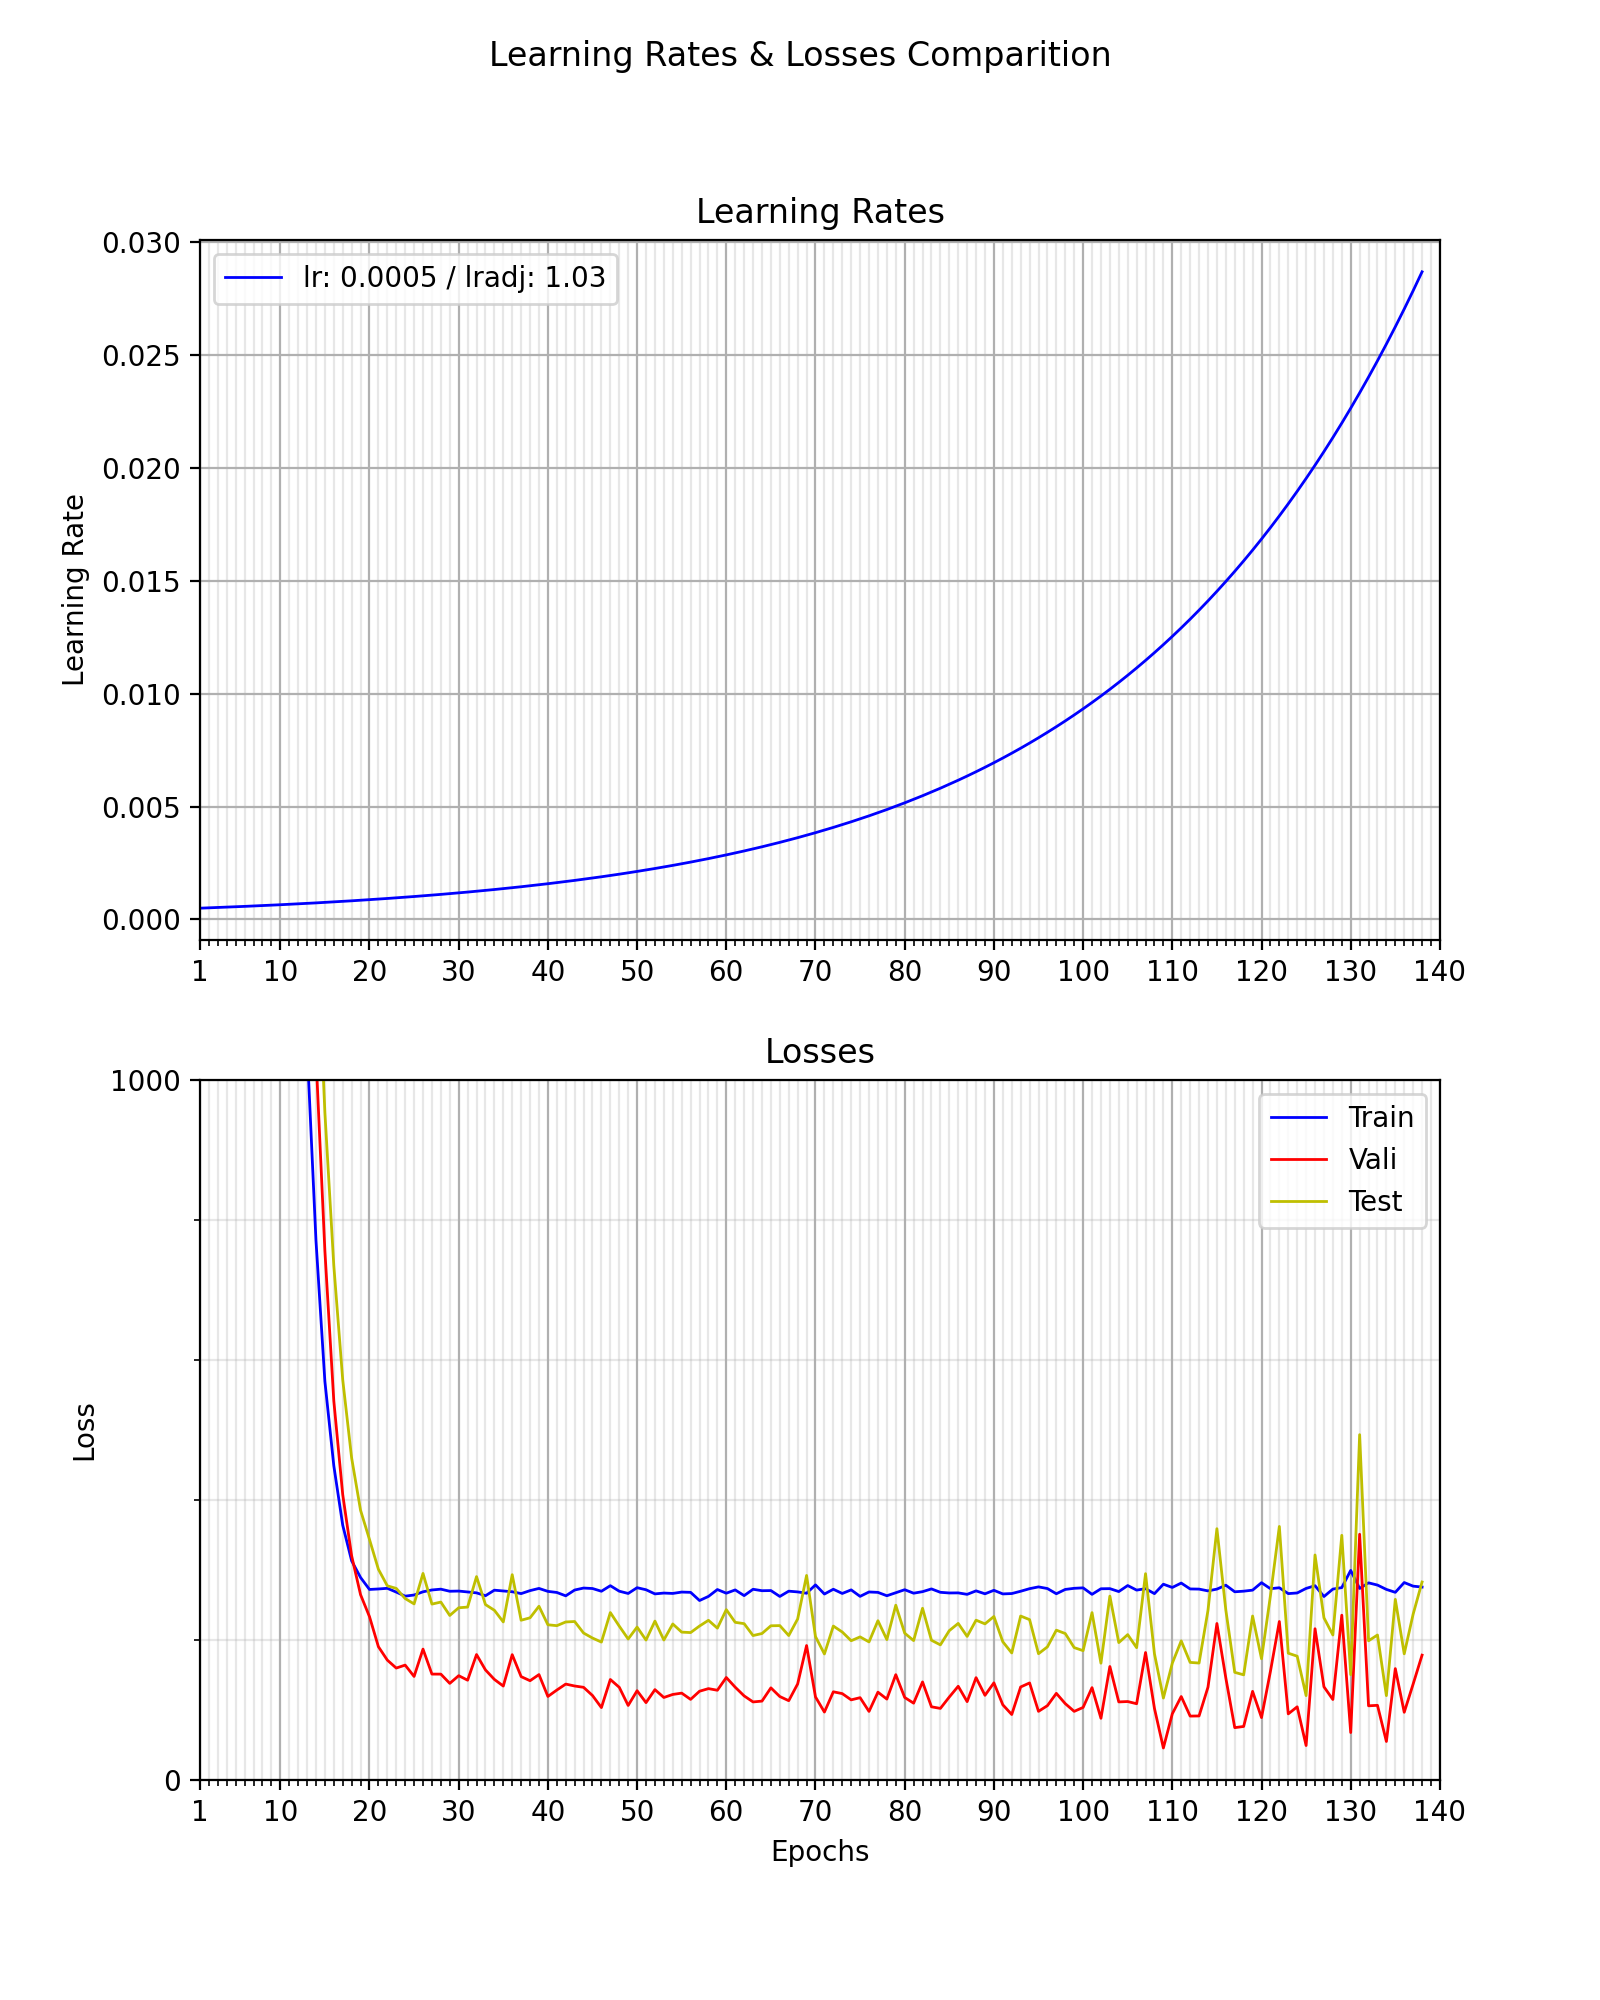 Learning Rates & Losses Comparition
Learning Rates
0.030
lr: 0.0005 / lradj: 1.03
0.025
0.020
Learning Rate
0.015
0.010
0.005
0.000
1 10 20 30 40 50 60 70 80 90 100 110 120 130 140
Losses
1000
Train
Vali
Test
Loss
0
1 10 20 30 40 50 60 70 80 90 100 110 120 130 140
Epochs